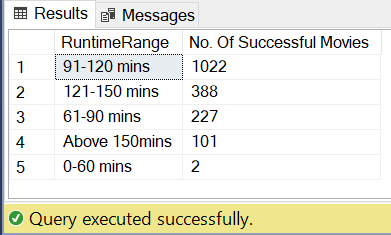 Results Messages
RuntimeRange No. Of Successful Movies
1 91-120 mins 1022
2 121-150 mins 388
3 61-90 mins 227
4 Above 150mins 101
5 0-60 mins 2
Query executed successfully.